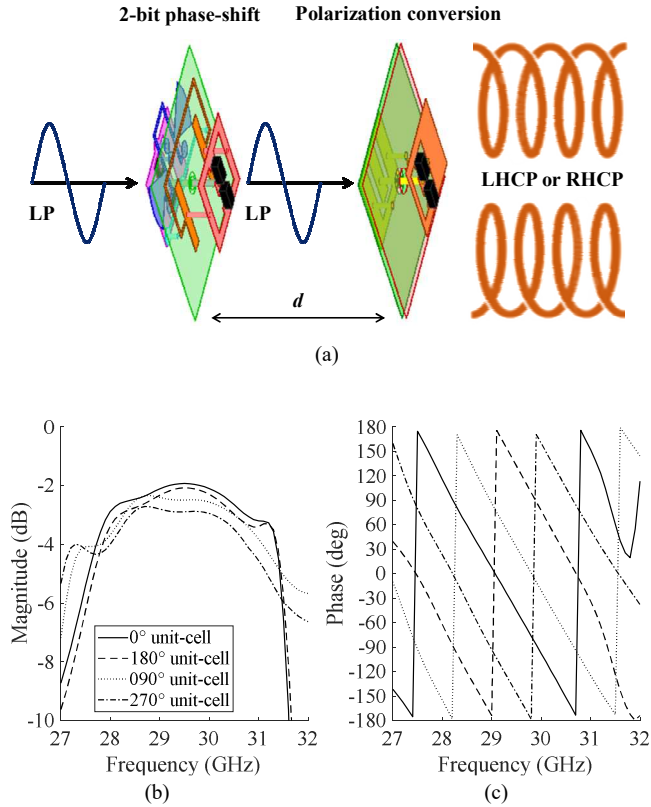 2-bit phase-shift Polarization conversion
LP LP LHCP or RHCP
d
(a)
0
-2
-4
-6
-8
-10
Magnitude (dB)
0° unit-cell
180° unit-cell
090° unit-cell
270° unit-cell
27 28 29 30 31 32
Frequency (GHz)
(b)
180
150
120
90
60
30
0
-30
-60
-90
-120
-150
-180
Phase (deg)
27 28 29 30 31 32
Frequency (GHz)
(c)